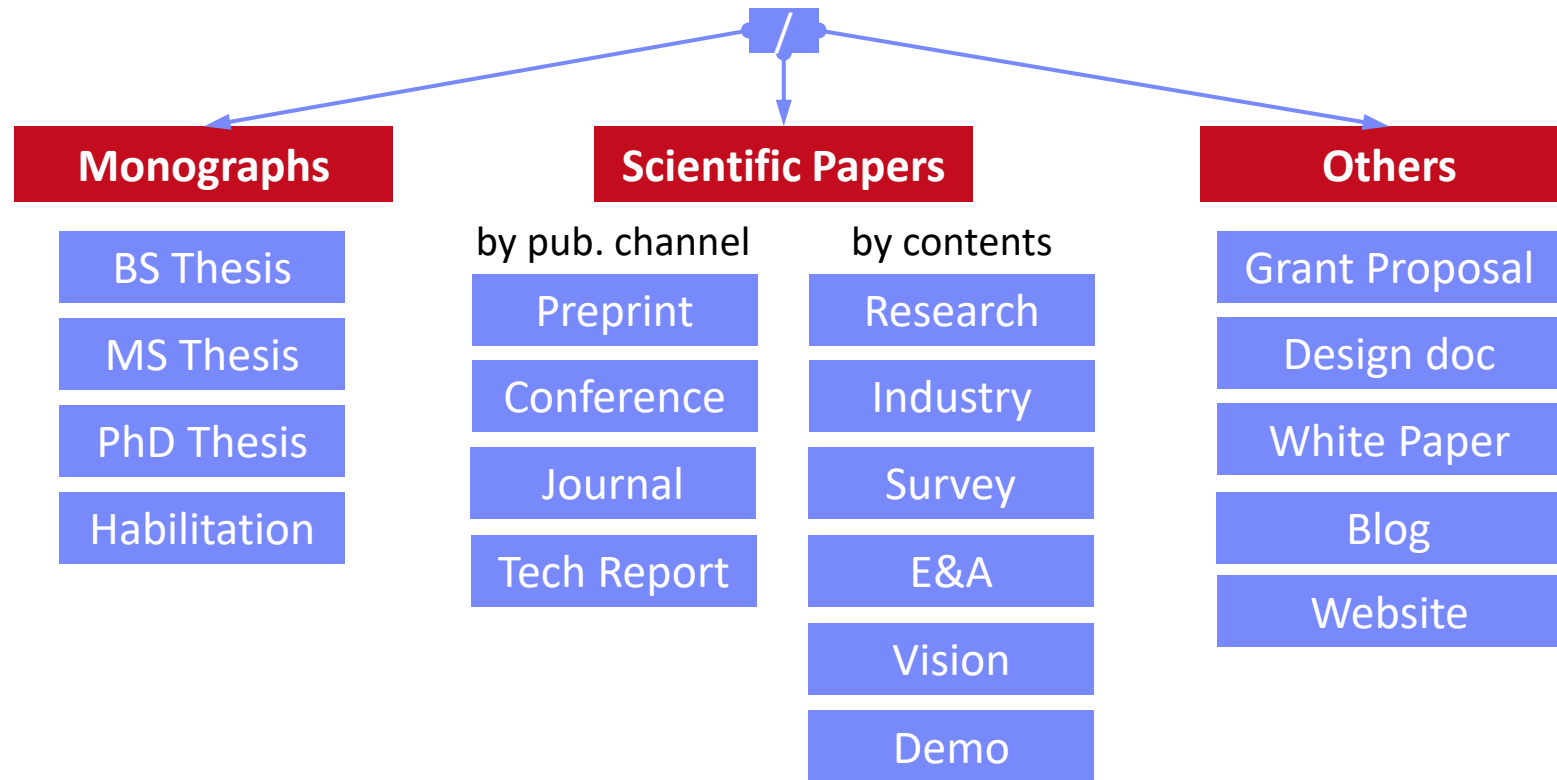 /
Monographs
BS Thesis
MS Thesis
PhD Thesis
Habilitation
Scientific Papers
by pub. channel
Preprint
Conference
Journal
Tech Report
by contents
Research
Industry
Survey
E&A
Vision
Demo
Others
Grant Proposal
Design doc
White Paper
Blog
Website